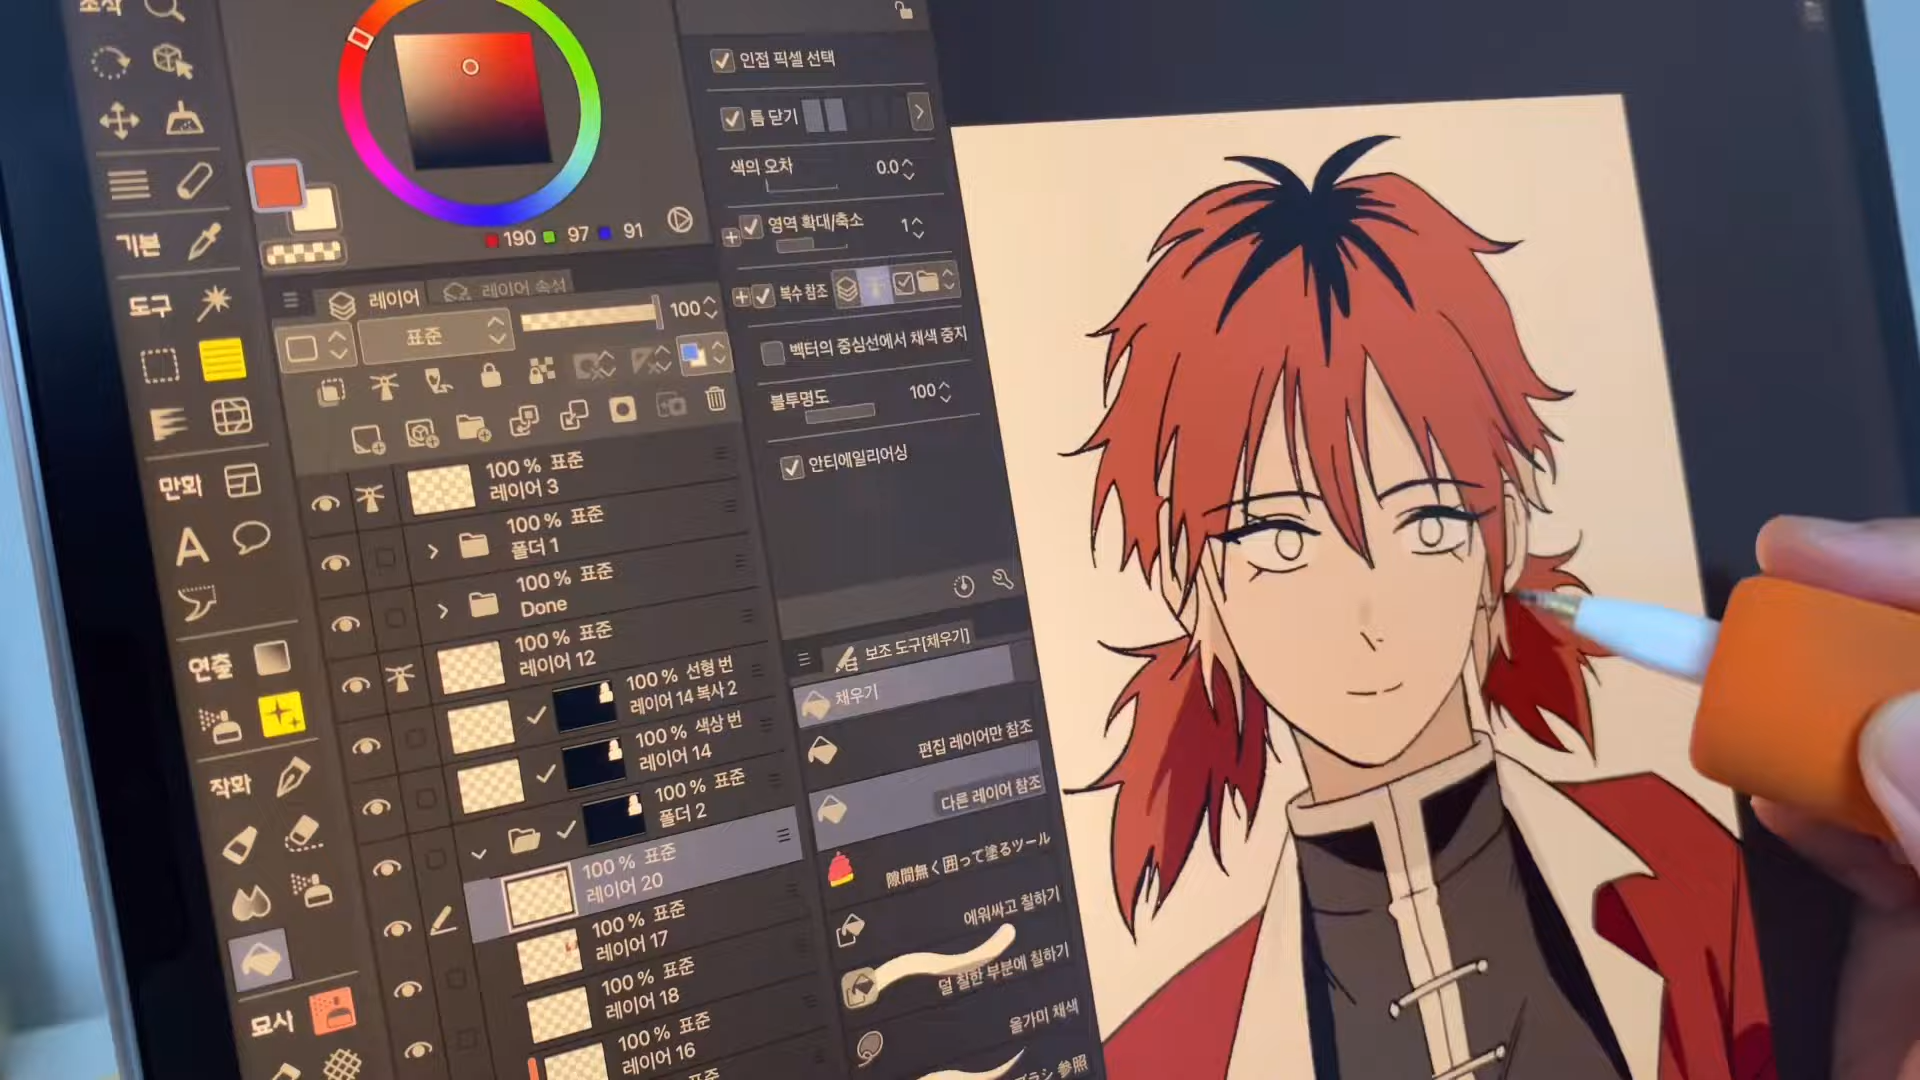 조작
기본
도구
만화
연출
작화
묘사
190 97 91
레이어
레이어 속성
표준
100
100 % 표준
레이어 3
100 % 표준
폴더 1
100 % 표준
Done
100 % 표준
레이어 12
100 % 선형 번
레이어 14 복사 2
100 % 색상 번
레이어 14
100 % 표준
폴더 2
100 % 표준
레이어 20
100 % 표준
레이어 17
100 % 표준
레이어 18
100 % 표준
레이어 16
표준
인접 픽셀 선택
틈 닫기
색의 오차 0.0
영역 확대/축소 1
복수 참조
벡터의 중심선에서 채색 중지
불투명도 100
안티에일리어싱
보조 도구[채우기]
채우기
편집 레이어만 참조
다른 레이어 참조
隙間無く囲って塗るツール
에워싸고 칠하기
덜 칠한 부분에 칠하기
올가미 채색
参照